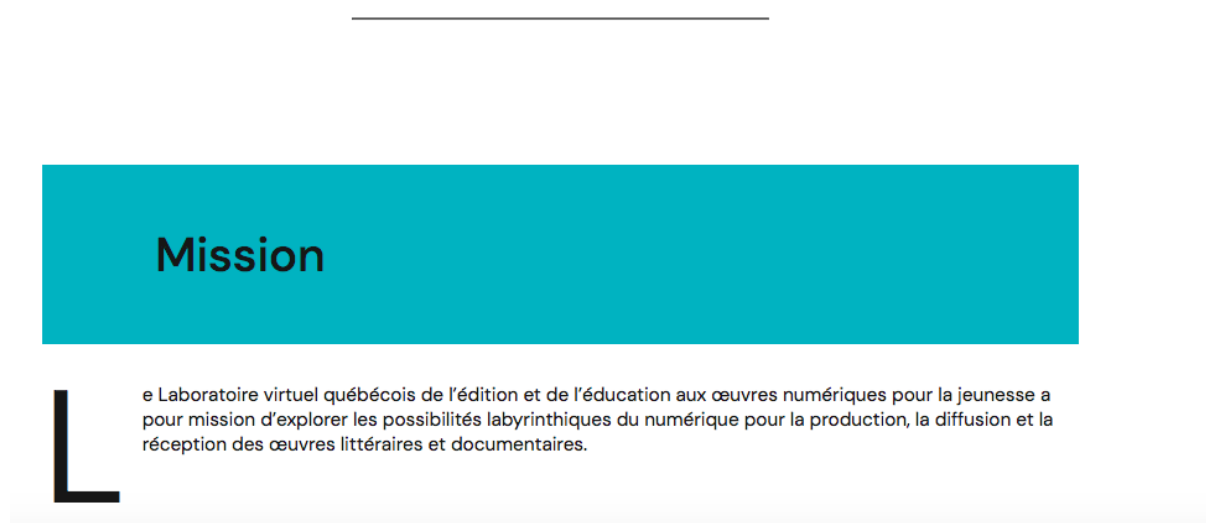 Mission
Le Laboratoire virtuel québécois de l’édition et de l’éducation aux œuvres numériques pour la jeunesse a
pour mission d’explorer les possibilités labyrinthiques du numérique pour la production, la diffusion et la
réception des œuvres littéraires et documentaires.